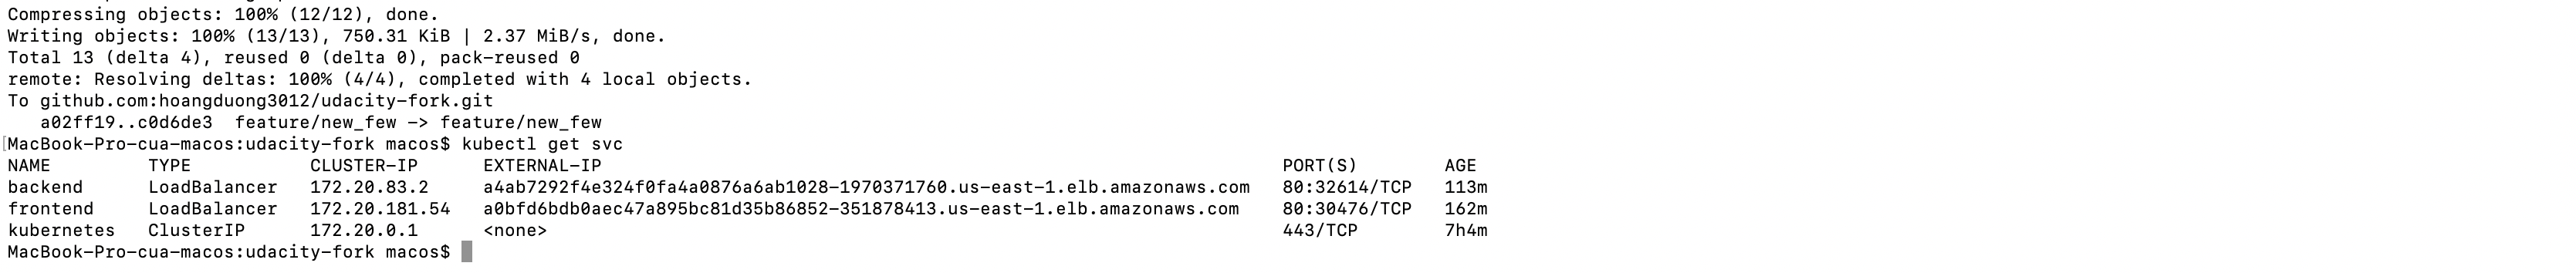 Compressing objects: 100% (12/12), done.
Writing objects: 100% (13/13), 750.31 KiB | 2.37 MiB/s, done.
Total 13 (delta 4), reused 0 (delta 0), pack-reused 0
remote: Resolving deltas: 100% (4/4), completed with 4 local objects.
To github.com:hoangduong3012/udacity-fork.git
   a02ff19..c0d6de3  feature/new_few -> feature/new_few
[MacBook-Pro-cua-macos:udacity-fork macos$ kubectl get svc
NAME         TYPE           CLUSTER-IP      EXTERNAL-IP                                                               PORT(S)        AGE
backend      LoadBalancer   172.20.83.2     a4ab7292f4e324f0fa4a0876a6ab1028-1970371760.us-east-1.elb.amazonaws.com   80:32614/TCP   113m
frontend     LoadBalancer   172.20.181.54   a0bfd6bdb0aec47a895bc81d35b86852-351878413.us-east-1.elb.amazonaws.com    80:30476/TCP   162m
kubernetes   ClusterIP      172.20.0.1      <none>                                                                    443/TCP        7h4m
MacBook-Pro-cua-macos:udacity-fork macos$